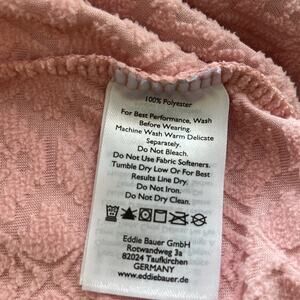 100% Polyester
For Best Performance, Wash
Before Wearing.
Machine Wash Warm Delicate
Separately.
Do Not Bleach.
Do Not Use Fabric Softeners.
Tumble Dry Low Or For Best
Results Line Dry.
Do Not Iron.
Do Not Dry Clean.
Eddie Bauer GmbH
Rotwandweg 3a
82024 Taufkirchen
GERMANY
www.eddiebauer.de